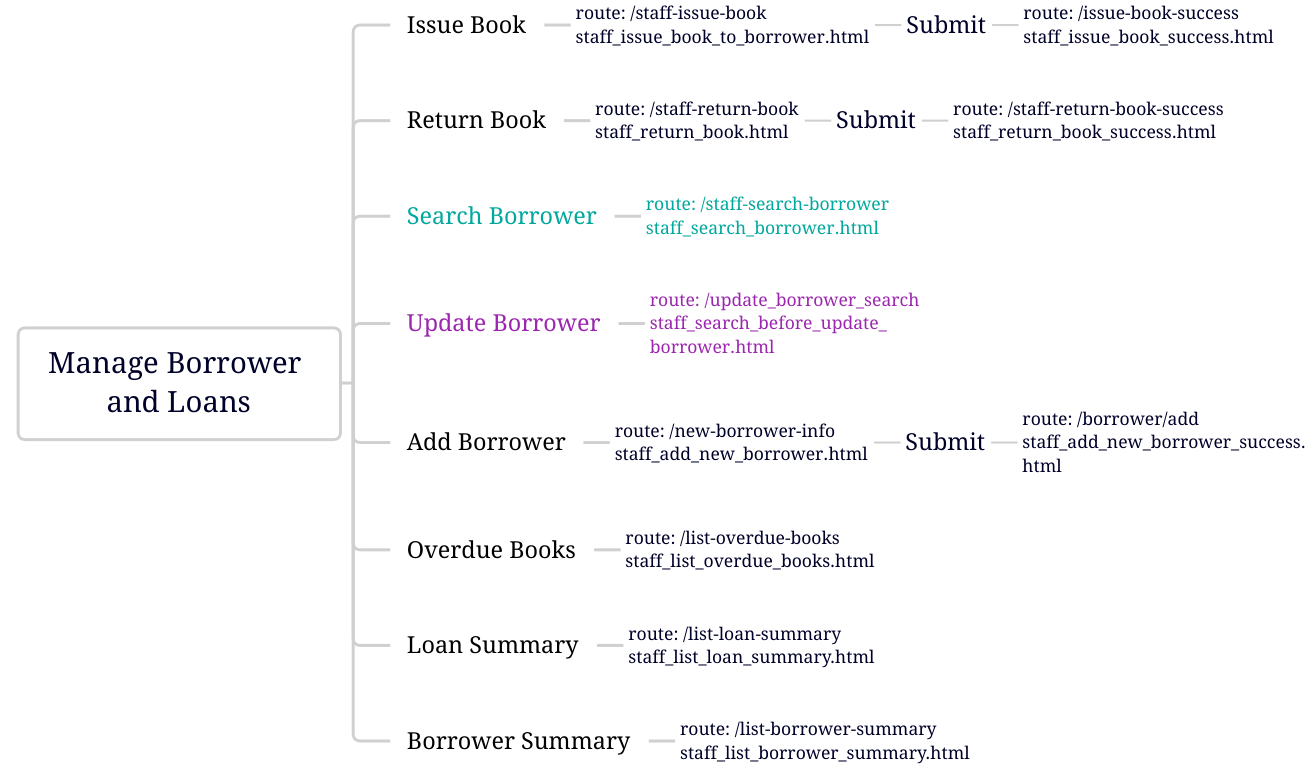 Issue Book
route: /staff-issue-book
staff_issue_book_to_borrower.html
Submit
route: /issue-book-success
staff_issue_book_success.html
Return Book
route: /staff-return-book
staff_return_book.html
Submit
route: /staff-return-book-success
staff_return_book_success.html
Search Borrower
route: /staff-search-borrower
staff_search_borrower.html
Update Borrower
route: /update_borrower_search
staff_search_before_update_
borrower.html
Manage Borrower
and Loans
Add Borrower
route: /new-borrower-info
staff_add_new_borrower.html
Submit
route: /borrower/add
staff_add_new_borrower_success.
html
Overdue Books
route: /list-overdue-books
staff_list_overdue_books.html
Loan Summary
route: /list-loan-summary
staff_list_loan_summary.html
Borrower Summary
route: /list-borrower-summary
staff_list_borrower_summary.html